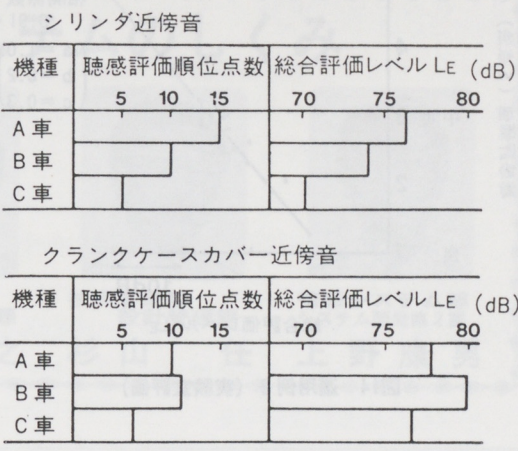 シリンダ近傍音
機種 聴感評価順位点数 総合評価レベル LE (dB)
5 10 15 70 75 80
A車
B車
C車
クランクケースカバー近傍音
機種 聴感評価順位点数 総合評価レベル LE (dB)
5 10 15 70 75 80
A車
B車
C車